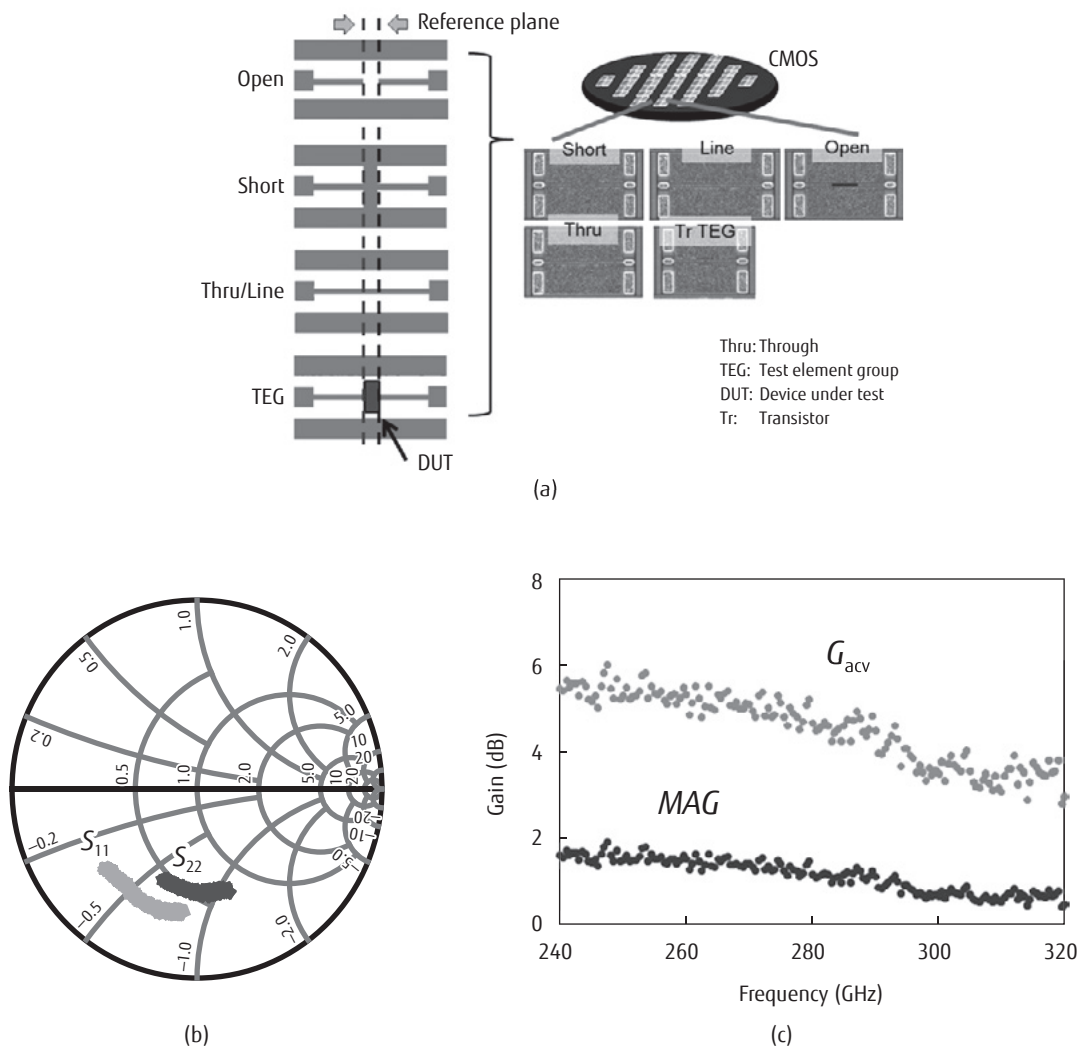 Reference plane
CMOS
Open
Short
Thru/Line
TEG
DUT
Short
Line
Open
Thru
Tr TEG
Thru: Through
TEG: Test element group
DUT: Device under test
Tr: Transistor
(a)
1.0
2.0
0.5
5.0
10
0.2
20
0.5
1.0
2.0
5.0
10
20
−0.2
−20
−10
−5.0
S11
S22
−0.5
−2.0
−1.0
(b)
8
6
4
2
0
Gain (dB)
Gacv
MAG
240
260
280
300
320
Frequency (GHz)
(c)